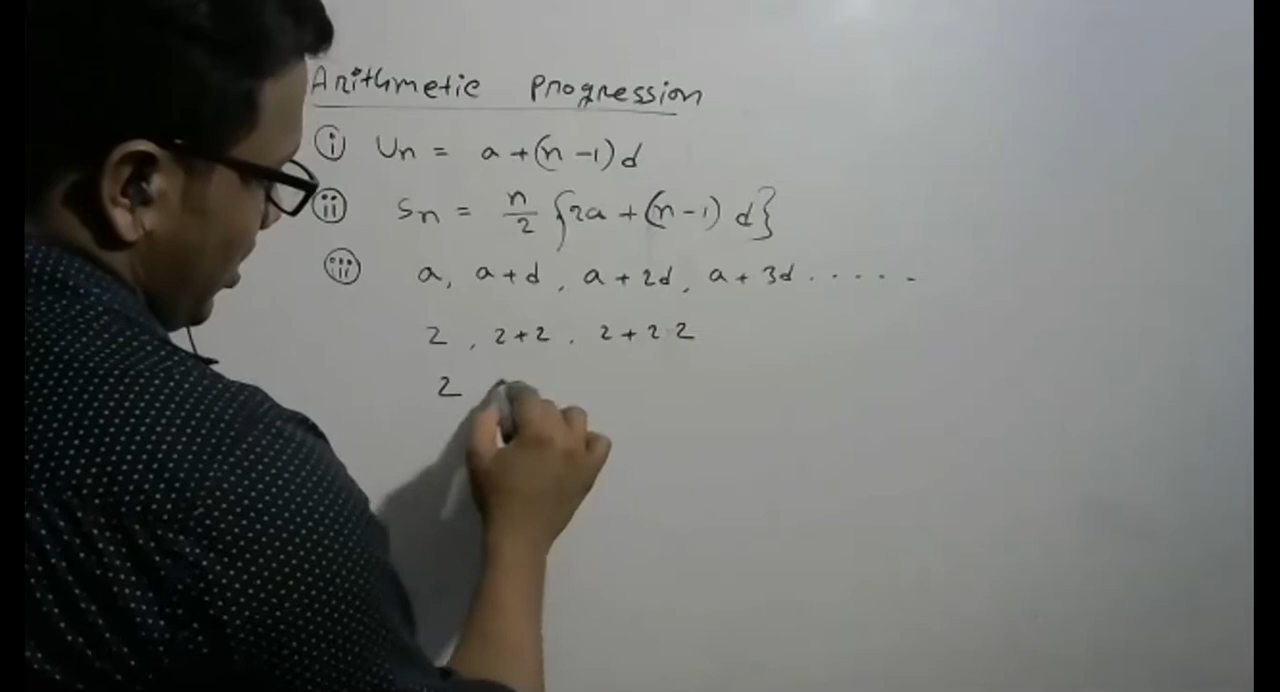 Arithmetic Progression
(i) Un = a+(n-1)d
(ii) Sn = n/2 {2a+(n-1)d}
(iii) a, a+d, a+2d, a+3d......
2, 2+2, 2+2.2
2